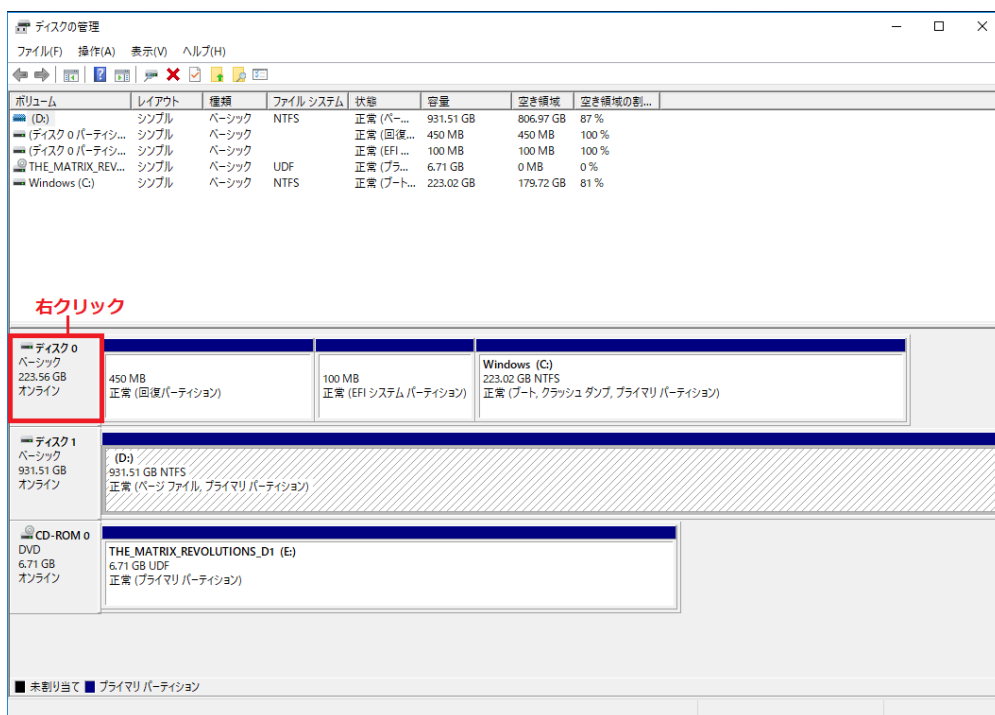 ディスクの管理
ファイル(F) 操作(A) 表示(V) ヘルプ(H)
ボリューム レイアウト 種類 ファイル システム 状態 容量 空き領域 空き領域の割...
(D:) シンプル ベーシック NTFS 正常 (ペー... 931.51 GB 806.97 GB 87 %
(ディスク 0 パーティシ... シンプル ベーシック 正常 (回復... 450 MB 450 MB 100 %
(ディスク 0 パーティシ... シンプル ベーシック 正常 (EFI ... 100 MB 100 MB 100 %
THE_MATRIX_REV... シンプル ベーシック UDF 正常 (プラ... 6.71 GB 0 MB 0 %
Windows (C:) シンプル ベーシック NTFS 正常 (ブート... 223.02 GB 179.72 GB 81 %
右クリック
ディスク 0
ベーシック
223.56 GB
オンライン
450 MB
正常 (回復パーティション)
100 MB
正常 (EFI システム パーティション)
Windows (C:)
223.02 GB NTFS
正常 (ブート, クラッシュ ダンプ, プライマリ パーティション)
ディスク 1
ベーシック
931.51 GB
オンライン
(D:)
931.51 GB NTFS
正常 (ページ ファイル, プライマリ パーティション)
CD-ROM 0
DVD
6.71 GB
オンライン
THE_MATRIX_REVOLUTIONS_D1 (E:)
6.71 GB UDF
正常 (プライマリ パーティション)
未割り当て プライマリ パーティション